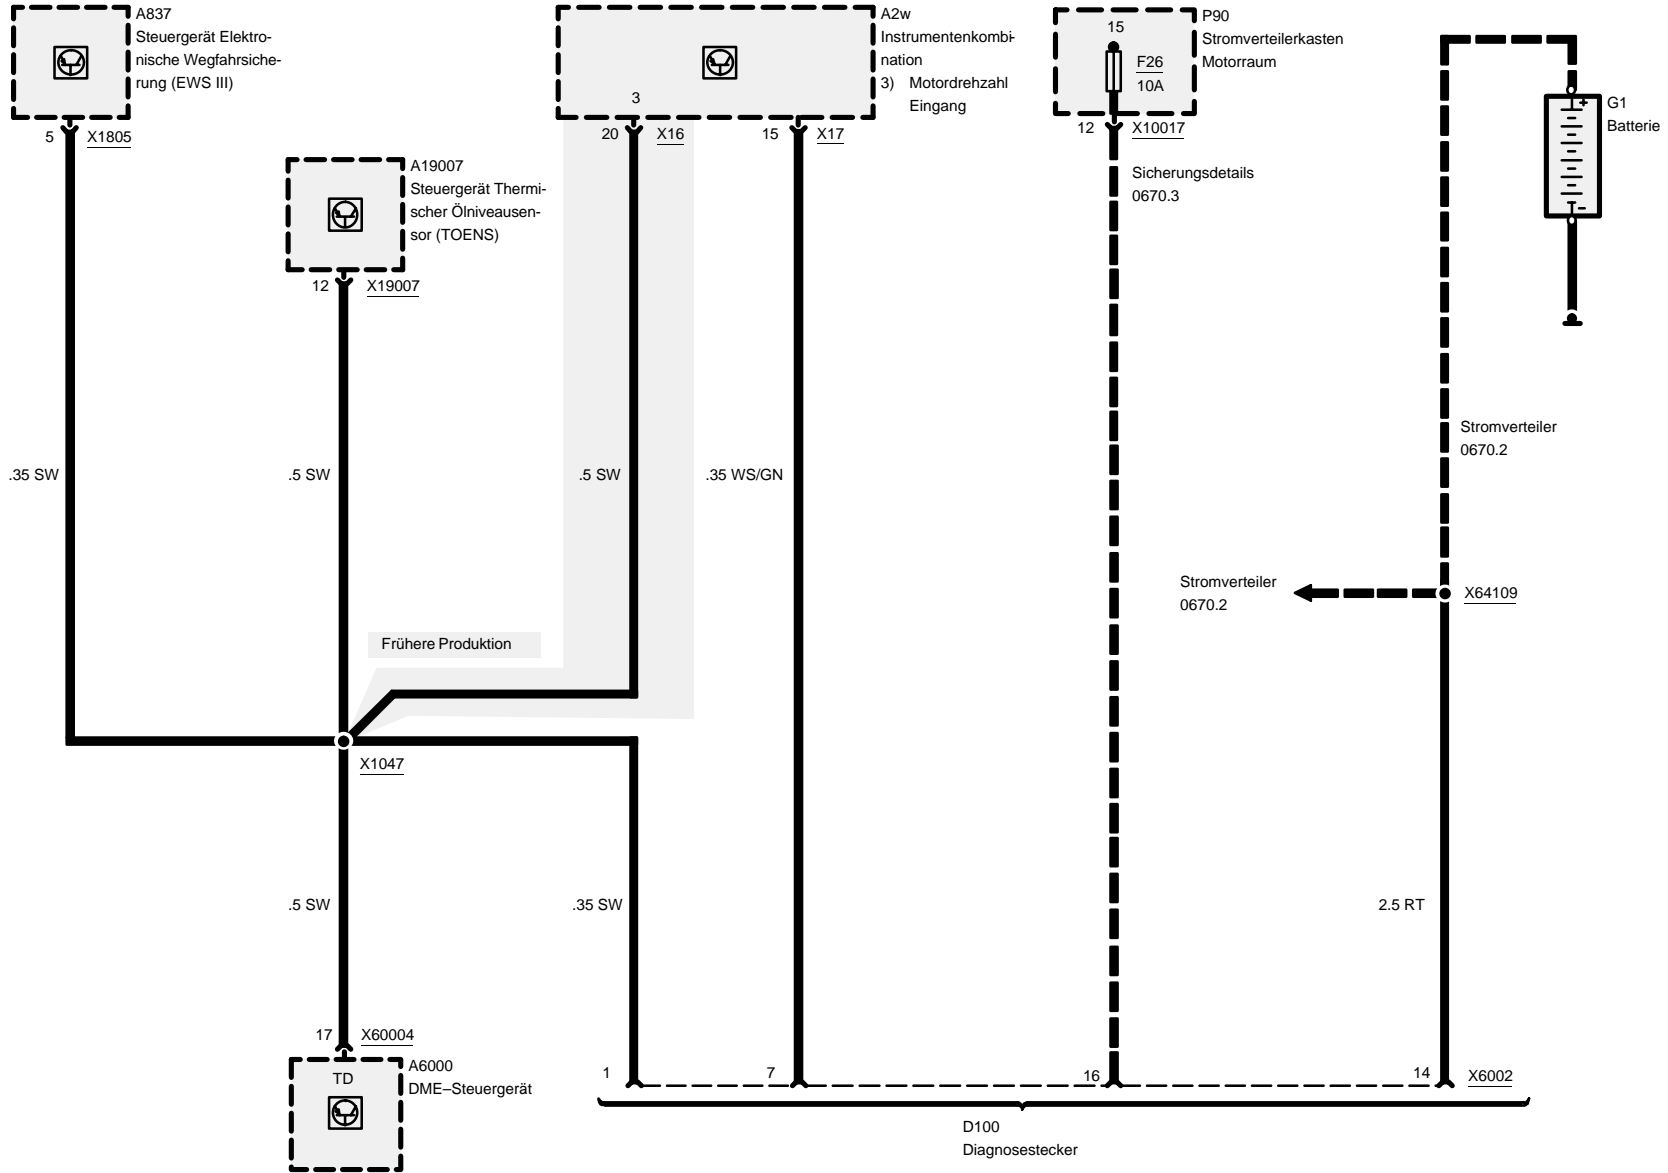 A837
Steuergerät Elektro-
nische Wegfahrsiche-
rung (EWS III)
5
X1805
A19007
Steuergerät Thermi-
scher Ölniveausen-
sor (TOENS)
12
X19007
A2w
Instrumentenkombi-
nation
3) Motordrehzahl
Eingang
3
20
X16
15
X17
15
F26
10A
P90
Stromverteilerkasten
Motorraum
12
X10017
Sicherungsdetails
0670.3
+
-
G1
Batterie
Stromverteiler
0670.2
.35 SW
.5 SW
.5 SW
.35 WS/GN
Stromverteiler
0670.2
X64109
Frühere Produktion
X1047
.5 SW
.35 SW
2.5 RT
17
X60004
TD
A6000
DME–Steuergerät
1
7
16
14
X6002
D100
Diagnosestecker